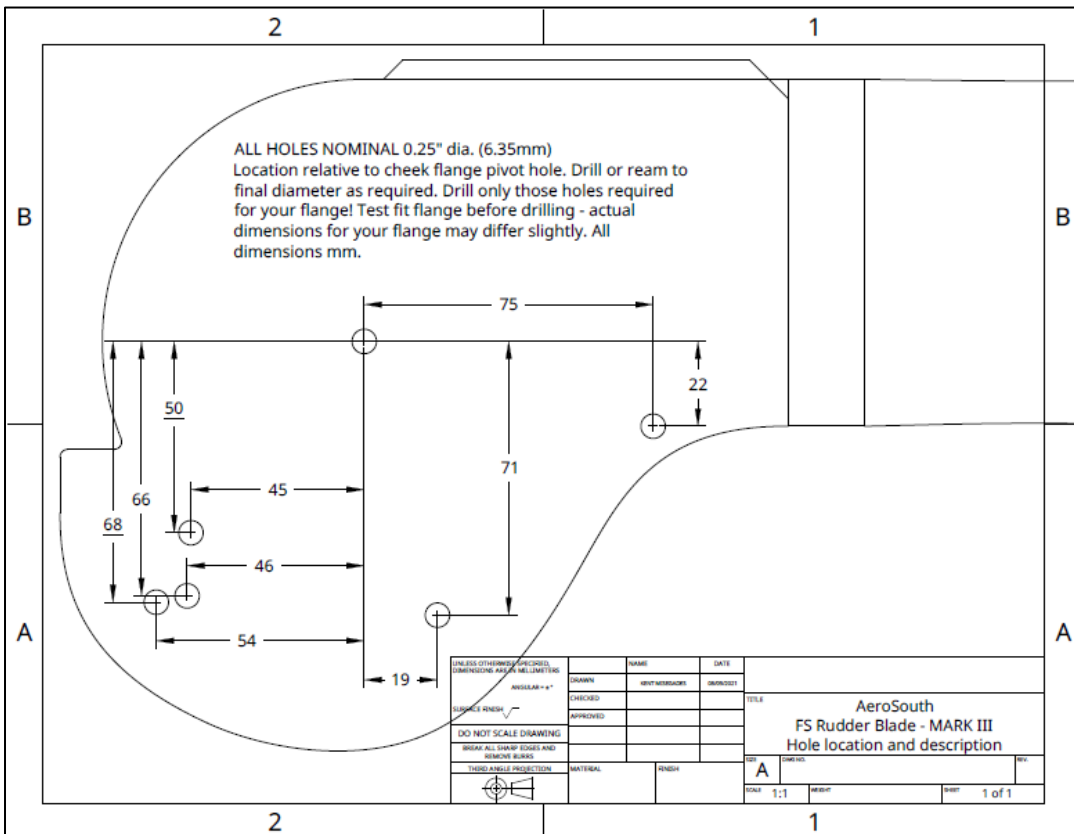 2 1
ALL HOLES NOMINAL 0.25" dia. (6.35mm)
Location relative to cheek flange pivot hole. Drill or ream to
final diameter as required. Drill only those holes required
for your flange! Test fit flange before drilling - actual
dimensions for your flange may differ slightly. All
dimensions mm.
B B
75
22
50
71
45
66
68
46
54
19
A A
UNLESS OTHERWISE SPECIFIED,
DIMENSIONS ARE IN MILLIMETERS
ANGULAR = ±°
SURFACE FINISH √
DO NOT SCALE DRAWING
BREAK ALL SHARP EDGES AND
REMOVE BURRS
THIRD ANGLE PROJECTION
NAME DATE
DRAWN KENT
CHECKED
APPROVED
MATERIAL FINISH
TITLE
AeroSouth
FS Rudder Blade - MARK III
Hole location and description
SIZE DWG NO. REV.
A
SCALE 1:1 WEIGHT SHEET 1 of 1
2 1